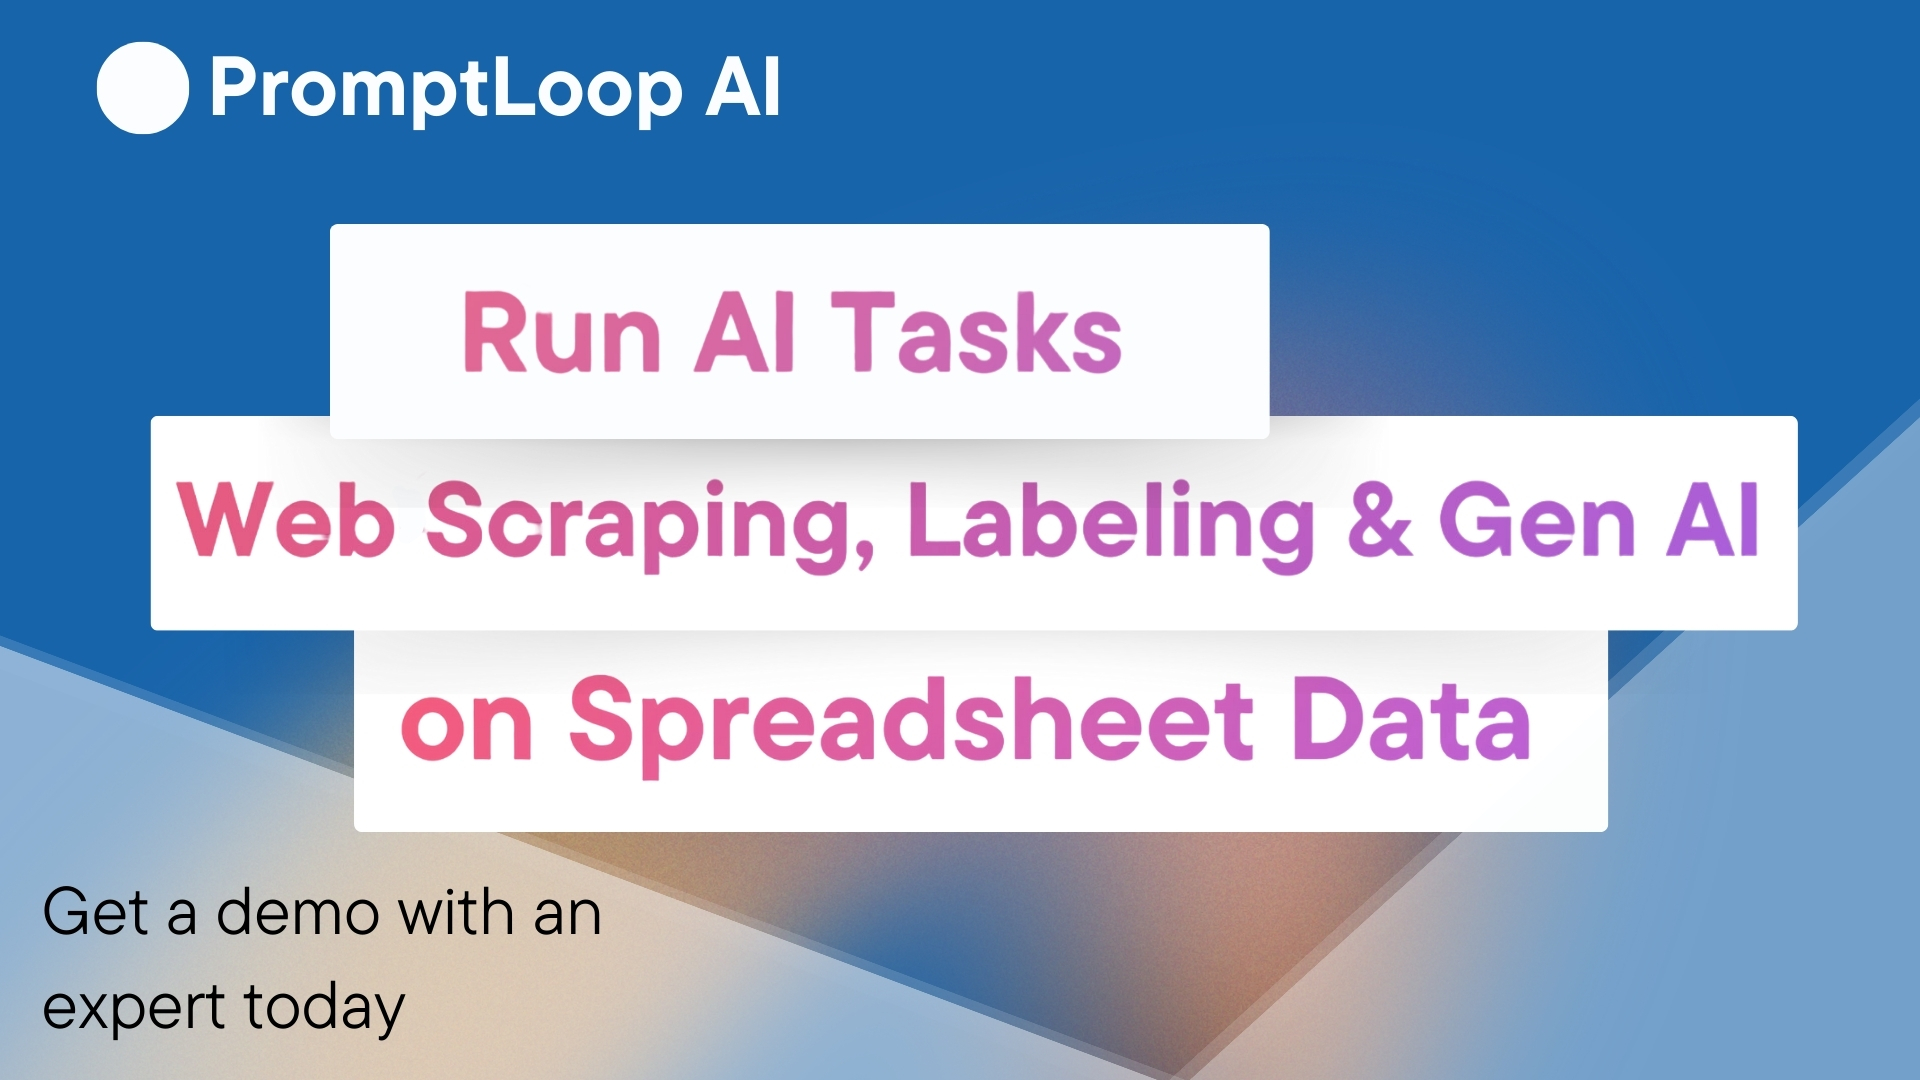 PromptLoop AI
Run AI Tasks
Web Scraping, Labeling & Gen AI
on Spreadsheet Data
Get a demo with an
expert today